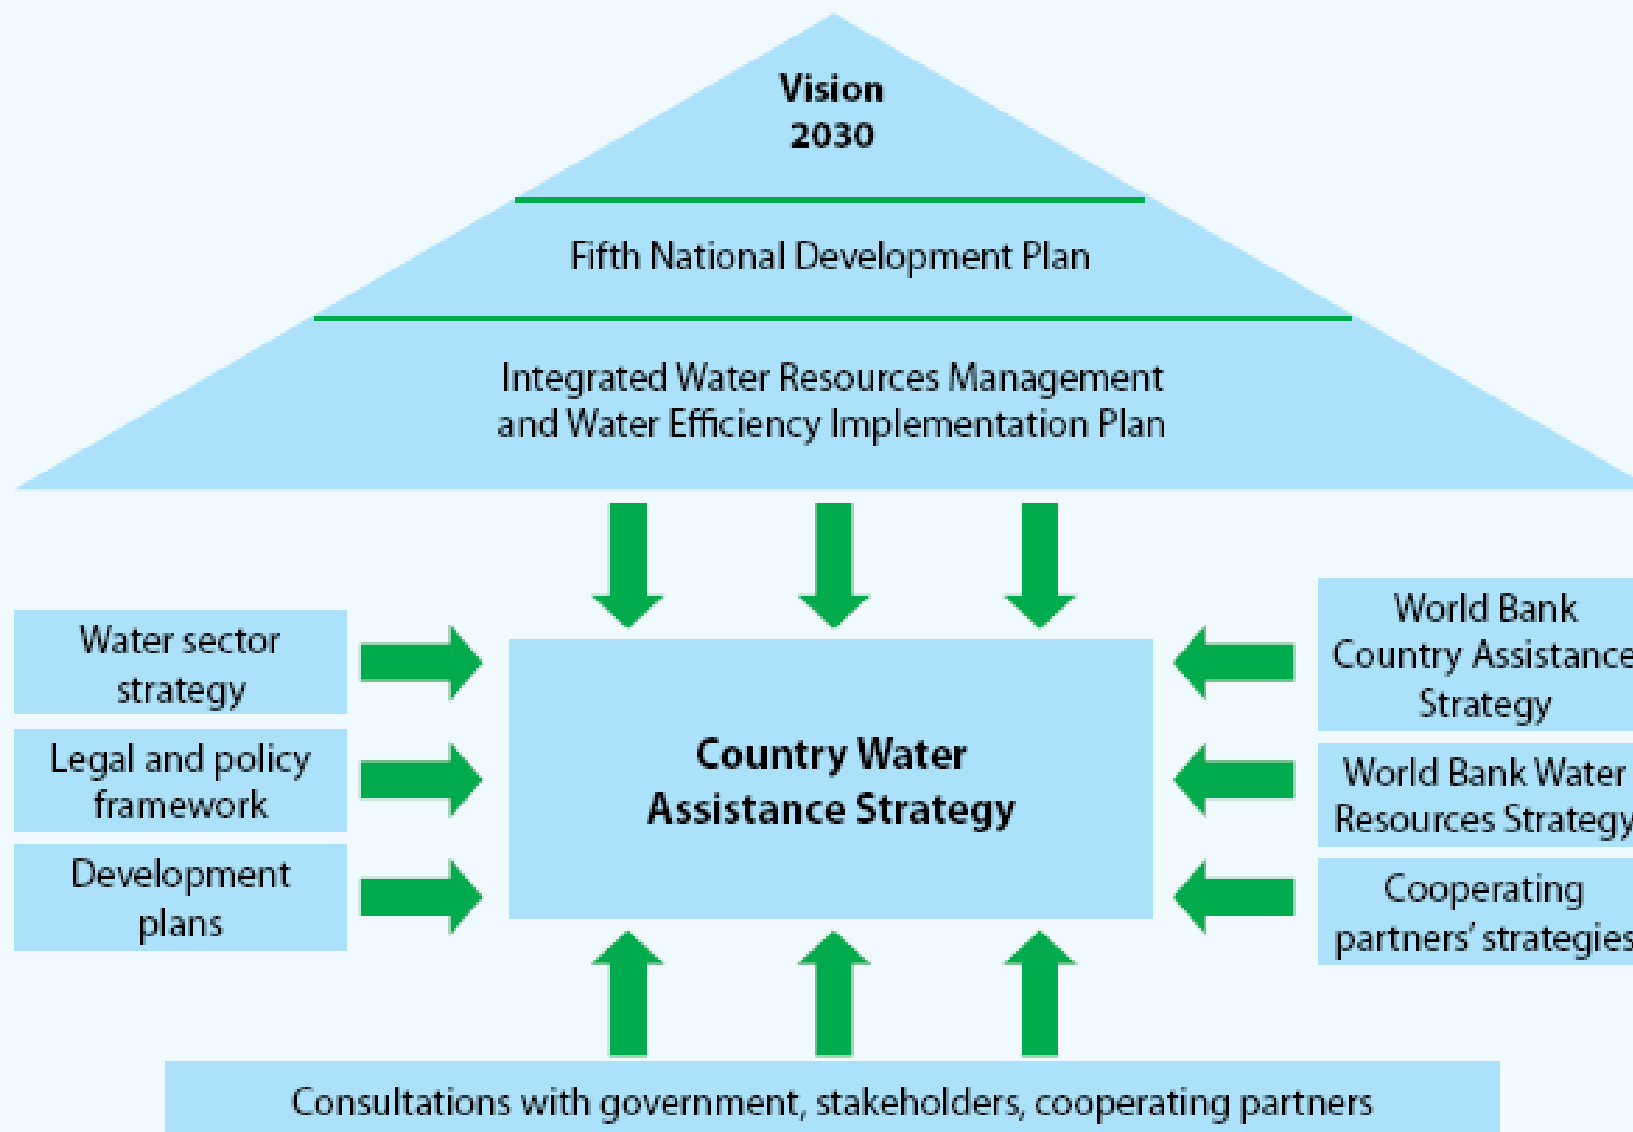 Vision
2030
Fifth National Development Plan
Integrated Water Resources Management
and Water Efficiency Implementation Plan
Water sector
strategy
Legal and policy
framework
Development
plans
Country Water
Assistance Strategy
World Bank
Country Assistance
Strategy
World Bank Water
Resources Strategy
Cooperating
partners’ strategies
Consultations with government, stakeholders, cooperating partners